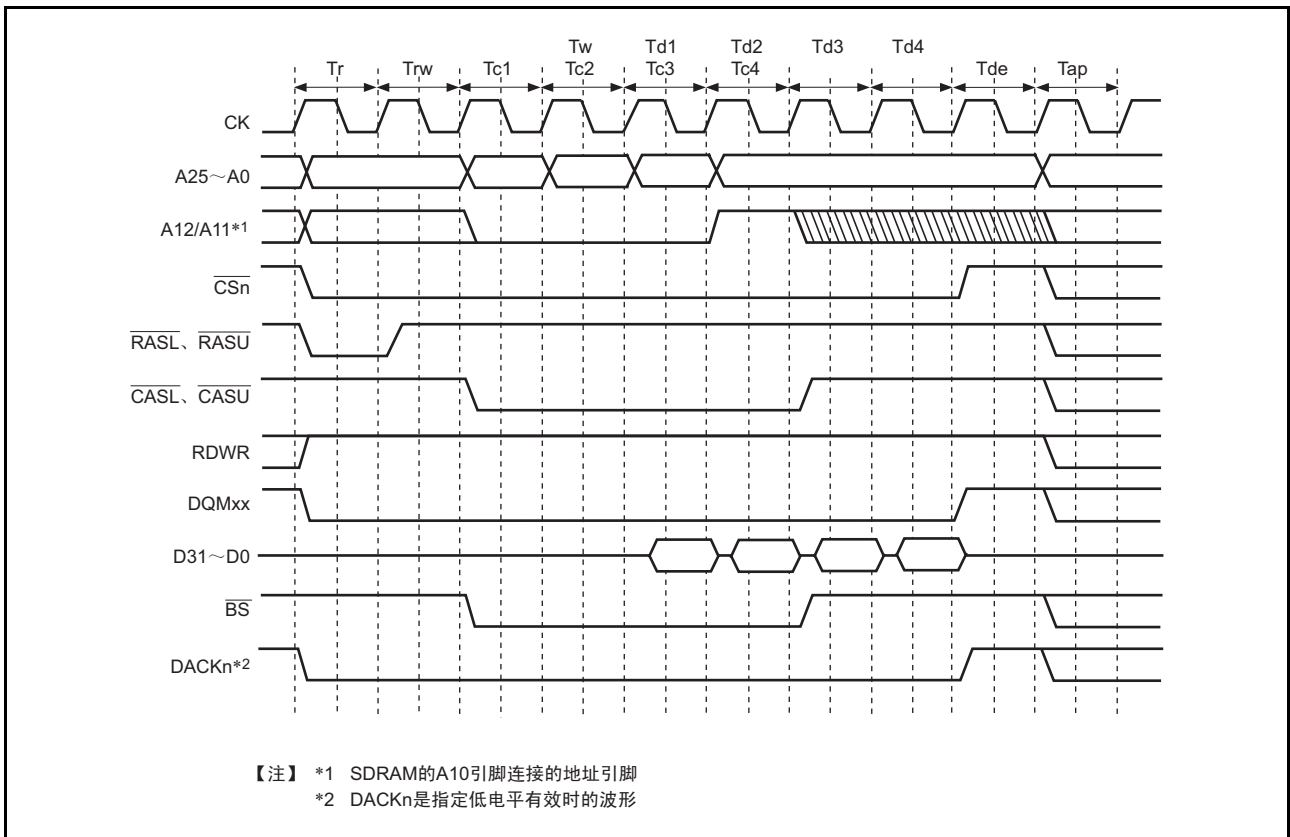 Tw Td1 Td2 Td3 Td4
Tr Trw Tc1 Tc2 Tc3 Tc4 Tde Tap
CK
A25～A0
A12/A11*1
CSn
RASL、RASU
CASL、CASU
RDWR
DQMxx
D31～D0
BS
DACKn*2
【注】 *1 SDRAM的A10引脚连接的地址引脚
*2 DACKn是指定低电平有效时的波形